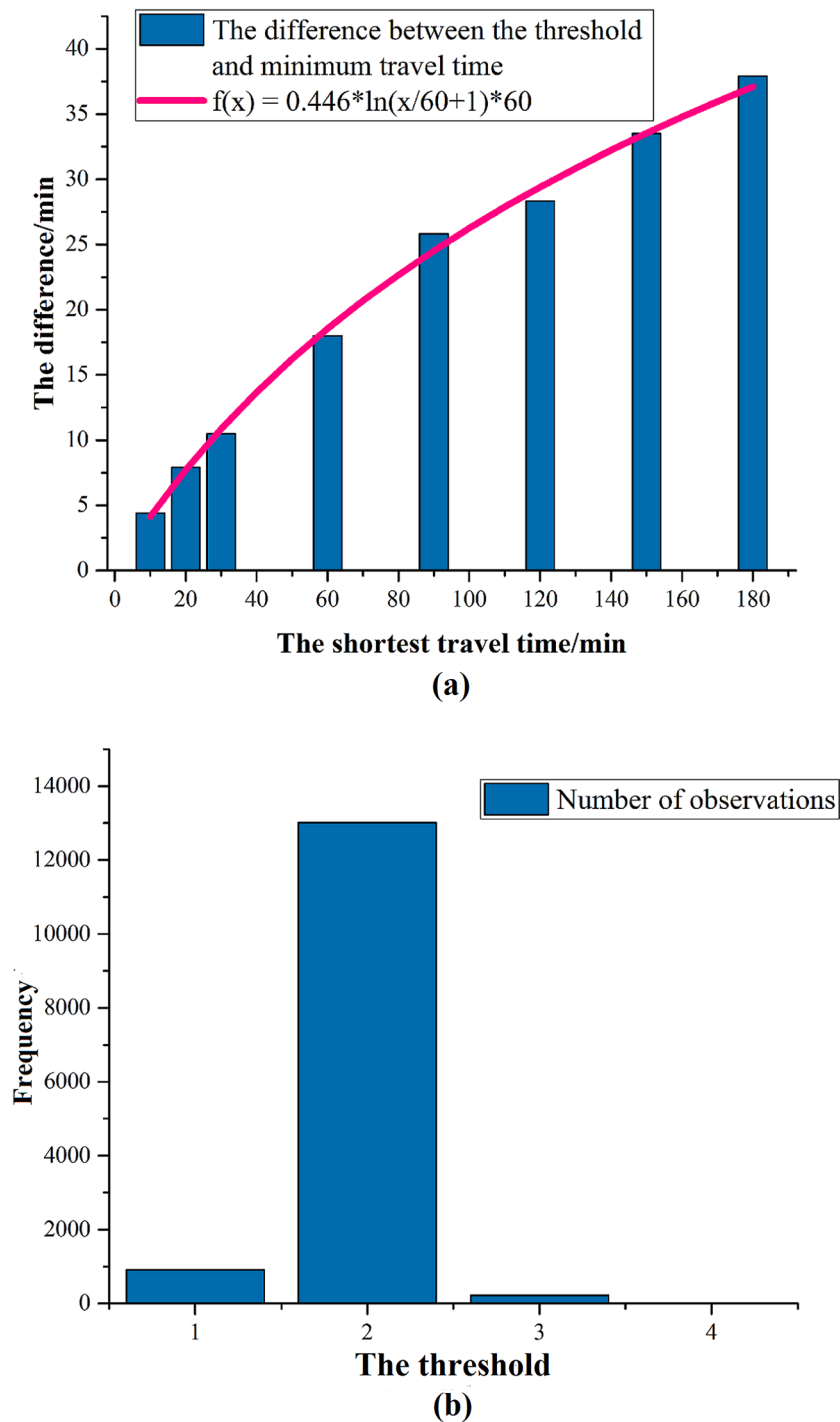 The difference between the threshold
and minimum travel time
f(x) = 0.446*ln(x/60+1)*60
40
35
30
25
20
15
10
5
0
The difference/min
0 20 40 60 80 100 120 140 160 180
The shortest travel time/min
(a)
Number of observations
14000
12000
10000
8000
6000
4000
2000
0
Frequency
1 2 3 4
The threshold
(b)